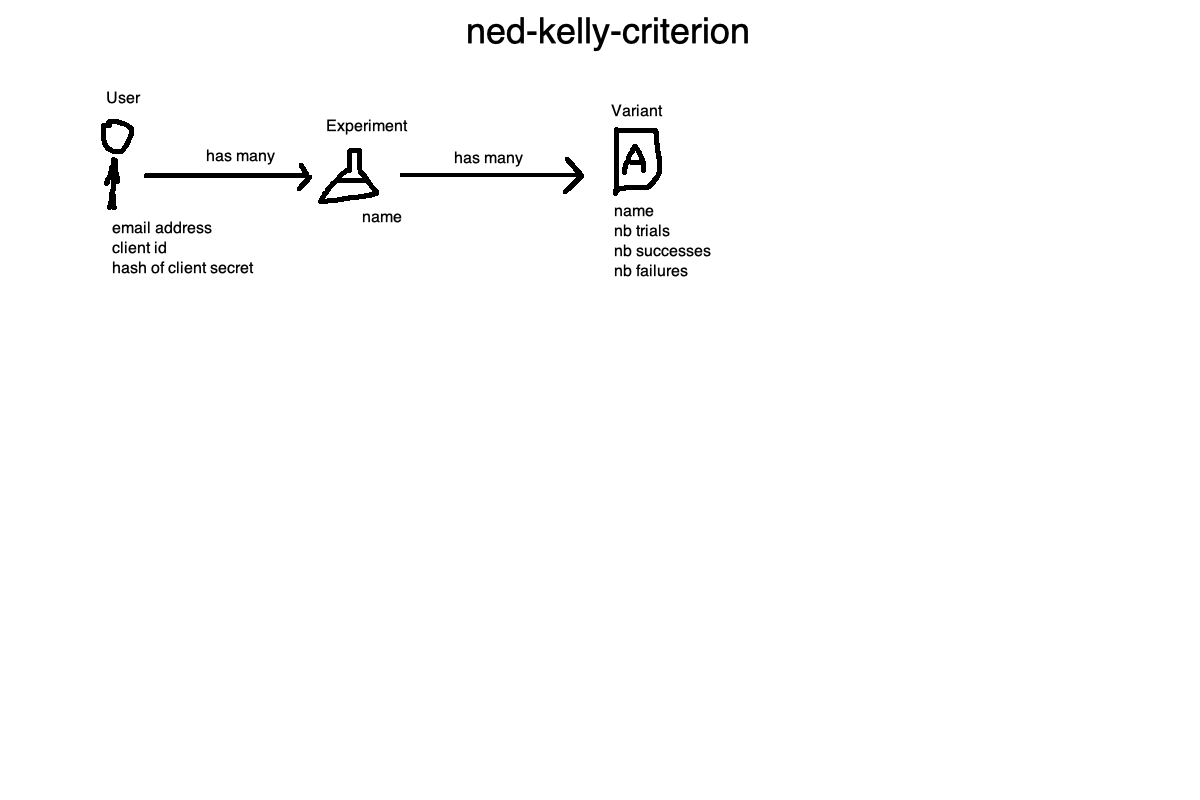 ned-kelly-criterion
User
email address
client id
hash of client secret
has many
Experiment
name
has many
Variant
A
name
nb trials
nb successes
nb failures